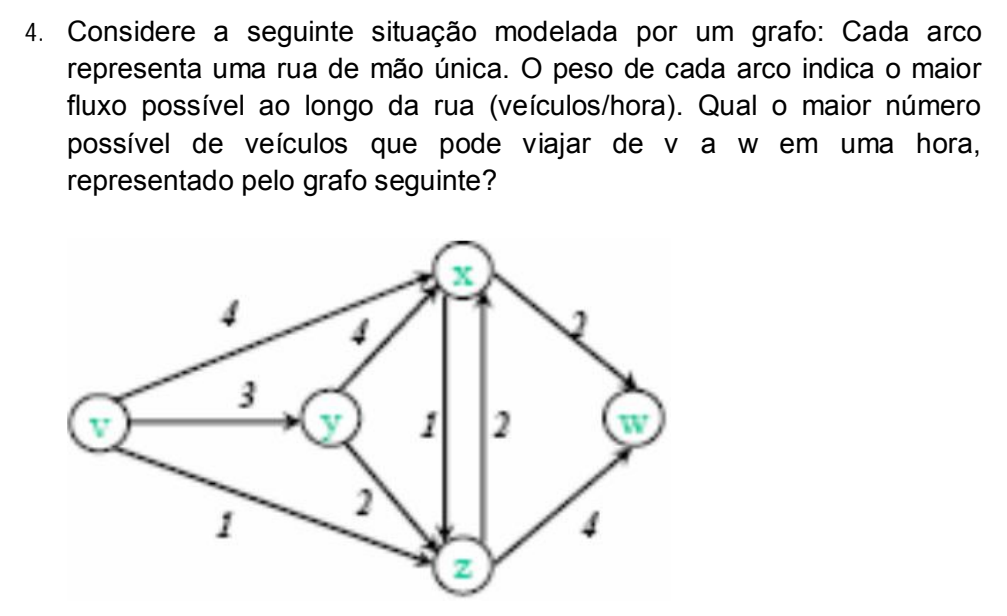 4. Considere a seguinte situação modelada por um grafo: Cada arco
representa uma rua de mão única. O peso de cada arco indica o maior
fluxo possível ao longo da rua (veículos/hora). Qual o maior número
possível de veículos que pode viajar de v a w em uma hora,
representado pelo grafo seguinte?
x
4
4
2
3
v
y
1
2
w
2
1
4
z